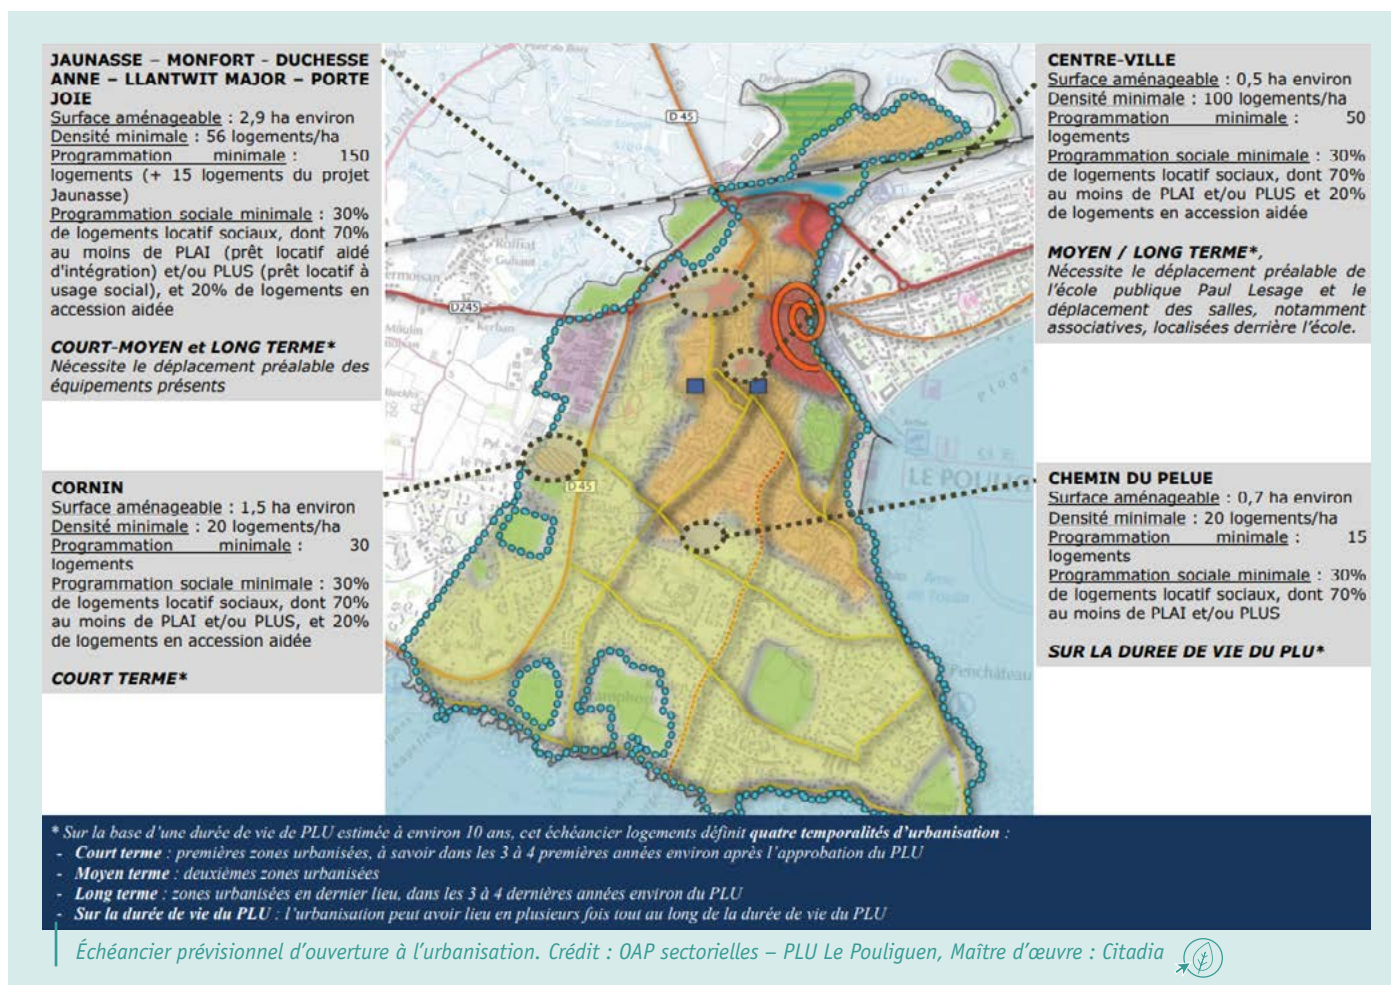 JAUNASSE – MONFORT - DUCHESSE
ANNE – LLANTWIT MAJOR – PORTE
JOIE
Surface aménageable : 2,9 ha environ
Densité minimale : 56 logements/ha
Programmation minimale : 150
logements (+ 15 logements du projet
Jaunasse)
Programmation sociale minimale : 30%
de logements locatif sociaux, dont 70%
au moins de PLAI (prêt locatif aidé
d'intégration) et/ou PLUS (prêt locatif à
usage social), et 20% de logements en
accession aidée
COURT-MOYEN et LONG TERME*
Nécessite le déplacement préalable des
équipements présents
CORNIN
Surface aménageable : 1,5 ha environ
Densité minimale : 20 logements/ha
Programmation minimale : 30
logements
Programmation sociale minimale : 30%
de logements locatif sociaux, dont 70%
au moins de PLAI et/ou PLUS, et 20%
de logements en accession aidée
COURT TERME*
D 45
D245
Kerban
D 45
LE POULIG
Penchâteau
CENTRE-VILLE
Surface aménageable : 0,5 ha environ
Densité minimale : 100 logements/ha
Programmation minimale : 50
logements
Programmation sociale minimale : 30%
de logements locatif sociaux, dont 70%
au moins de PLAI et/ou PLUS et 20%
de logements en accession aidée
MOYEN / LONG TERME*,
Nécessite le déplacement préalable de
l'école publique Paul Lesage et le
déplacement des salles, notamment
associatives, localisées derrière l'école.
CHEMIN DU PELUE
Surface aménageable : 0,7 ha environ
Densité minimale : 20 logements/ha
Programmation minimale : 15
logements
Programmation sociale minimale : 30%
de logements locatif sociaux, dont 70%
au moins de PLAI et/ou PLUS
SUR LA DUREE DE VIE DU PLU*
* Sur la base d'une durée de vie de PLU estimée à environ 10 ans, cet échéancier logements définit quatre temporalités d'urbanisation :
- Court terme : premières zones urbanisées, à savoir dans les 3 à 4 premières années environ après l'approbation du PLU
- Moyen terme : deuxièmes zones urbanisées
- Long terme : zones urbanisées en dernier lieu, dans les 3 à 4 dernières années environ du PLU
- Sur la durée de vie du PLU : l'urbanisation peut avoir lieu en plusieurs fois tout au long de la durée de vie du PLU
Échéancier prévisionnel d'ouverture à l'urbanisation. Crédit : OAP sectorielles – PLU Le Pouliguen, Maître d'œuvre : Citadia